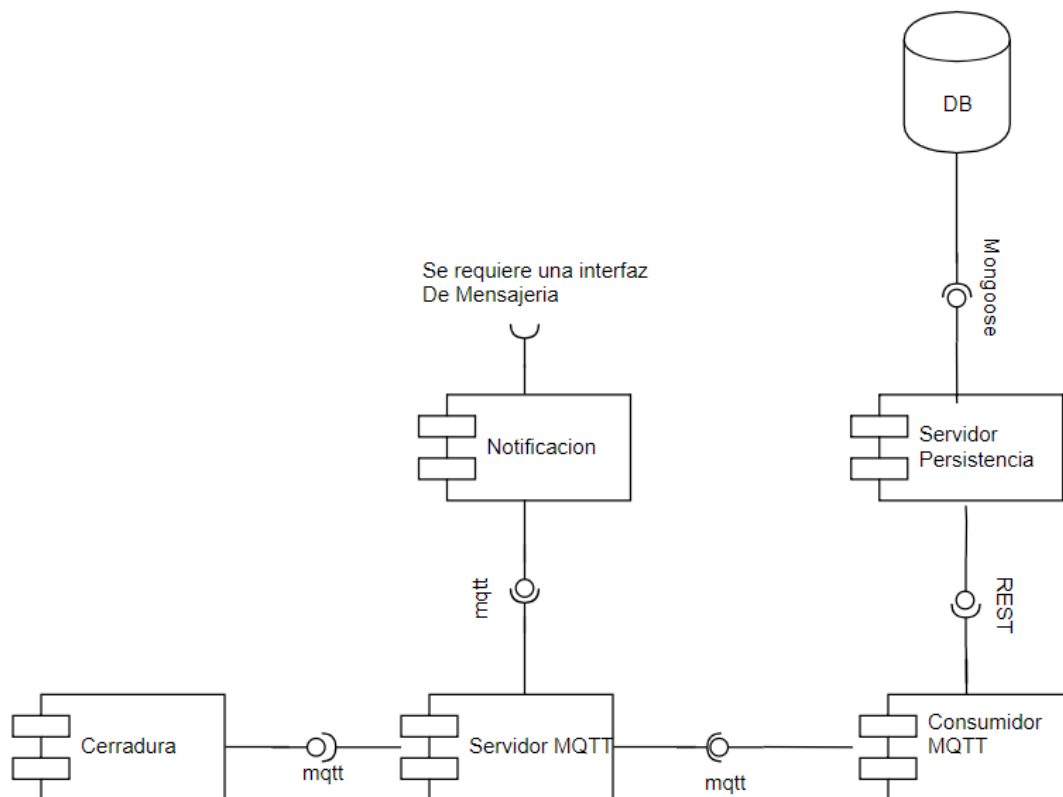 DB
Mongoose
Se requiere una interfaz
De Mensajeria
Notificacion
Servidor
Persistencia
mqtt
REST
Cerradura
mqtt
Servidor MQTT
mqtt
Consumidor
MQTT